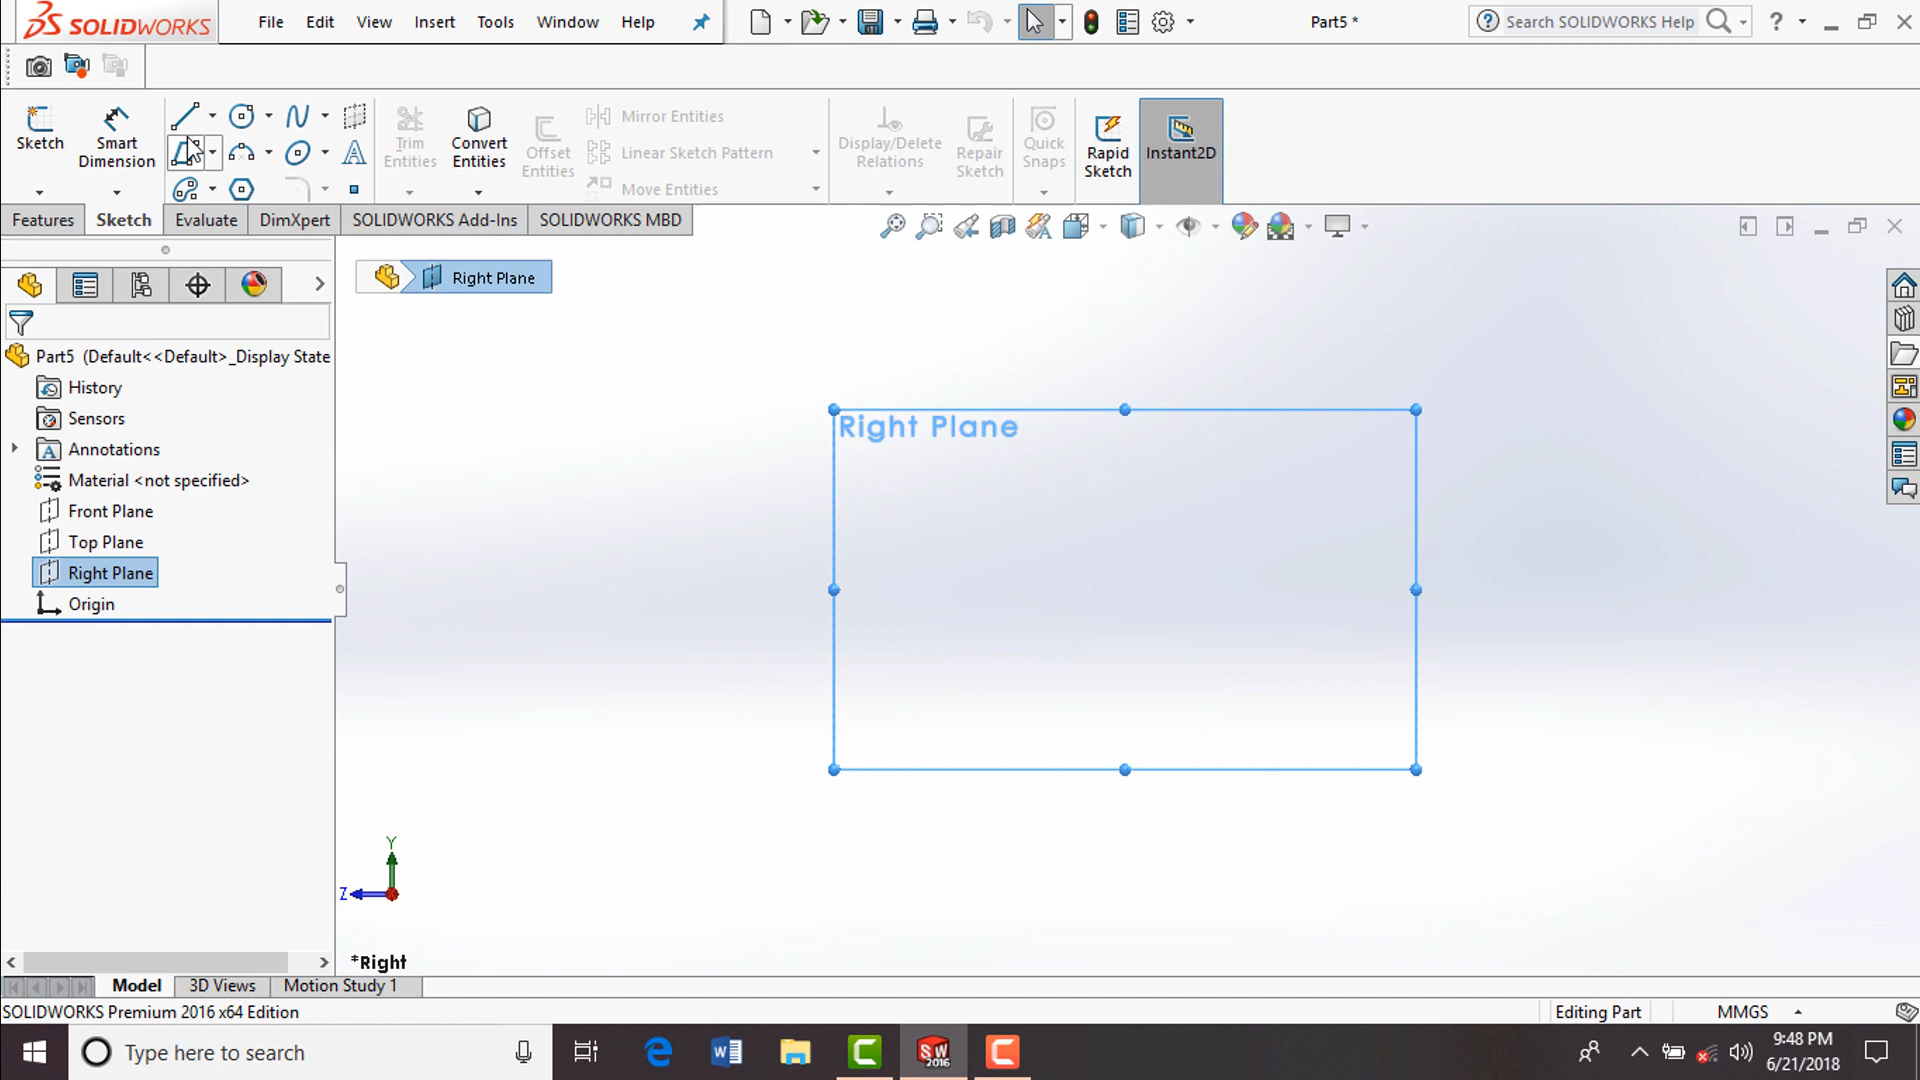 SOLIDWORKS
File Edit View Insert Tools Window Help
Part5 *
Search SOLIDWORKS Help
Sketch
Smart Dimension
Trim Entities
Convert Entities
Offset Entities
Mirror Entities
Linear Sketch Pattern
Move Entities
Display/Delete Relations
Repair Sketch
Quick Snaps
Rapid Sketch
Instant2D
Features Sketch Evaluate DimXpert SOLIDWORKS Add-Ins SOLIDWORKS MBD
Right Plane
Part5 (Default<<Default>_Display State
History
Sensors
Annotations
Material <not specified>
Front Plane
Top Plane
Right Plane
Origin
Right Plane
Y
Z
*Right
Model 3D Views Motion Study 1
SOLIDWORKS Premium 2016 x64 Edition
Editing Part
MMGS
Type here to search
SW 2016
9:48 PM
6/21/2018